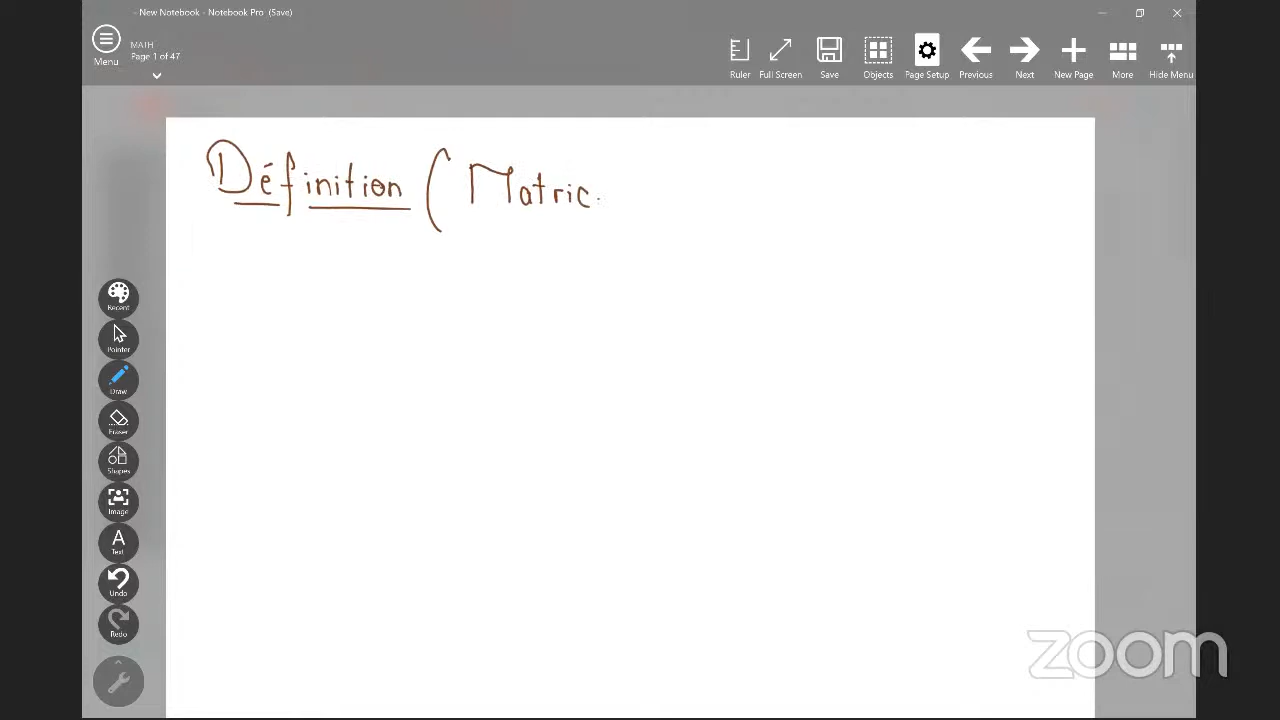 - New Notebook - Notebook Pro (Save)
Menu
MATH
Page 1 of 47
Ruler
Full Screen
Save
Objects
Page Setup
Previous
Next
New Page
More
Hide Menu
Définition ( Matric
Recent
Pointer
Draw
Eraser
Shapes
Image
A
Text
Undo
Redo
zoom